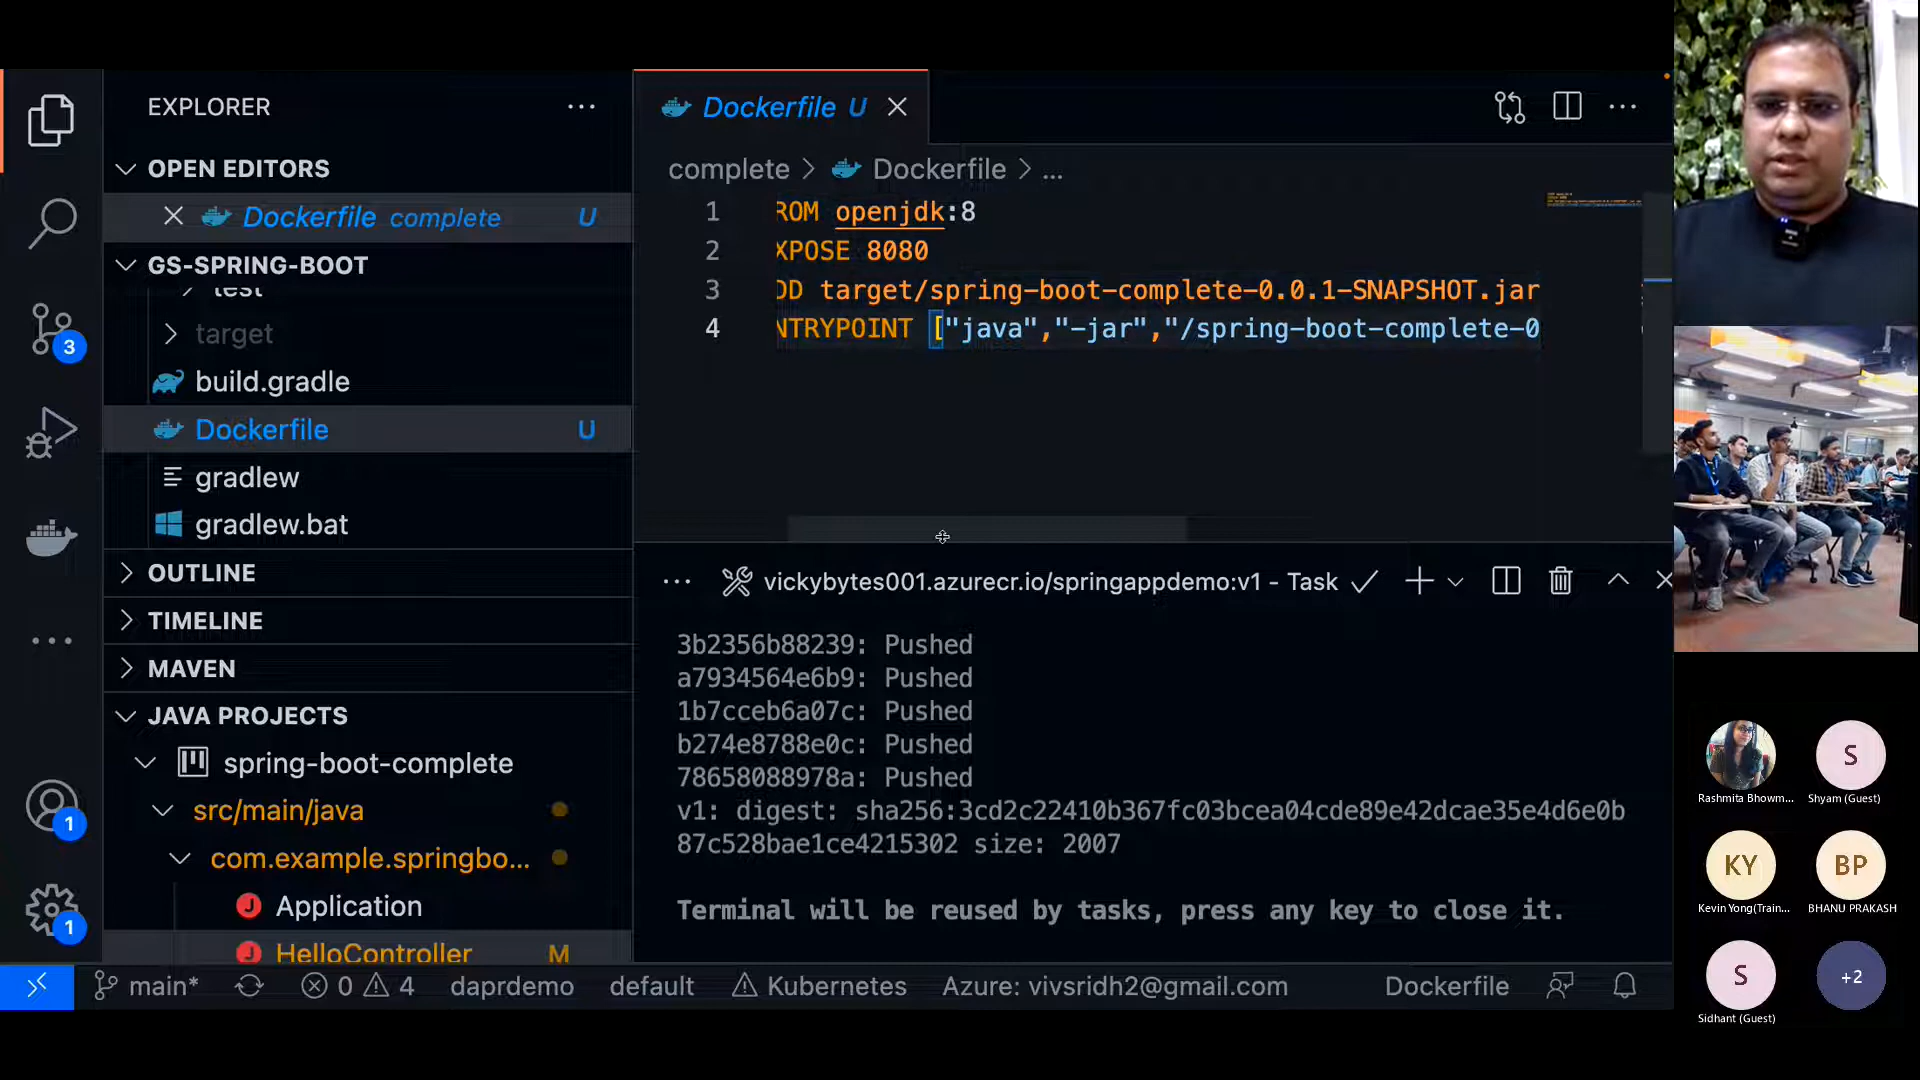 EXPLORER
OPEN EDITORS
Dockerfile complete U
GS-SPRING-BOOT
test
target
build.gradle
Dockerfile U
gradlew
gradlew.bat
OUTLINE
TIMELINE
MAVEN
JAVA PROJECTS
spring-boot-complete
src/main/java
com.example.springbo...
Application
HelloController M
3
1
1
Dockerfile U
complete > Dockerfile > ...
1 ROM openjdk:8
2 XPOSE 8080
3 DD target/spring-boot-complete-0.0.1-SNAPSHOT.jar
4 NTRYPOINT ["java","-jar","/spring-boot-complete-0
vickybytes001.azurecr.io/springappdemo:v1 - Task
3b2356b88239: Pushed
a7934564e6b9: Pushed
1b7cceb6a07c: Pushed
b274e8788e0c: Pushed
78658088978a: Pushed
v1: digest: sha256:3cd2c22410b367fc03bcea04cde89e42dcae35e4d6e0b
87c528bae1ce4215302 size: 2007
Terminal will be reused by tasks, press any key to close it.
main* 0 4 daprdemo default Kubernetes Azure: vivsridh2@gmail.com Dockerfile
S
Rashmita Bhowm... Shyam (Guest)
KY BP
Kevin Yong(Train... BHANU PRAKASH
S +2
Sidhant (Guest)